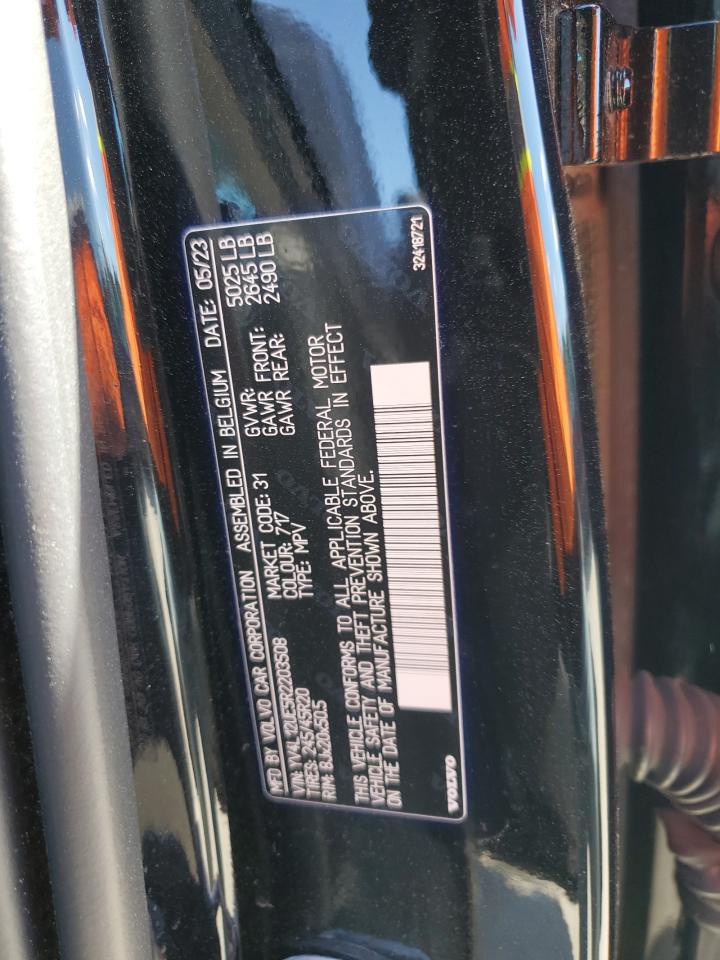 MFD BY VOLVO CAR CORPORATION ASSEMBLED IN BELGIUM DATE: 05/23
VIN: YV4L12UE5R2203508 MARKET CODE: 31 GVWR: 5025 LB
TIRES: 245/45R20 COLOUR: 717 GAWR FRONT: 2645 LB
RIM: 8JX20x50.5 TYPE: MPV GAWR REAR: 2490 LB
THIS VEHICLE CONFORMS TO ALL APPLICABLE FEDERAL MOTOR
VEHICLE SAFETY AND THEFT PREVENTION STANDARDS IN EFFECT
ON THE DATE OF MANUFACTURE SHOWN ABOVE.
VOLVO 32418721